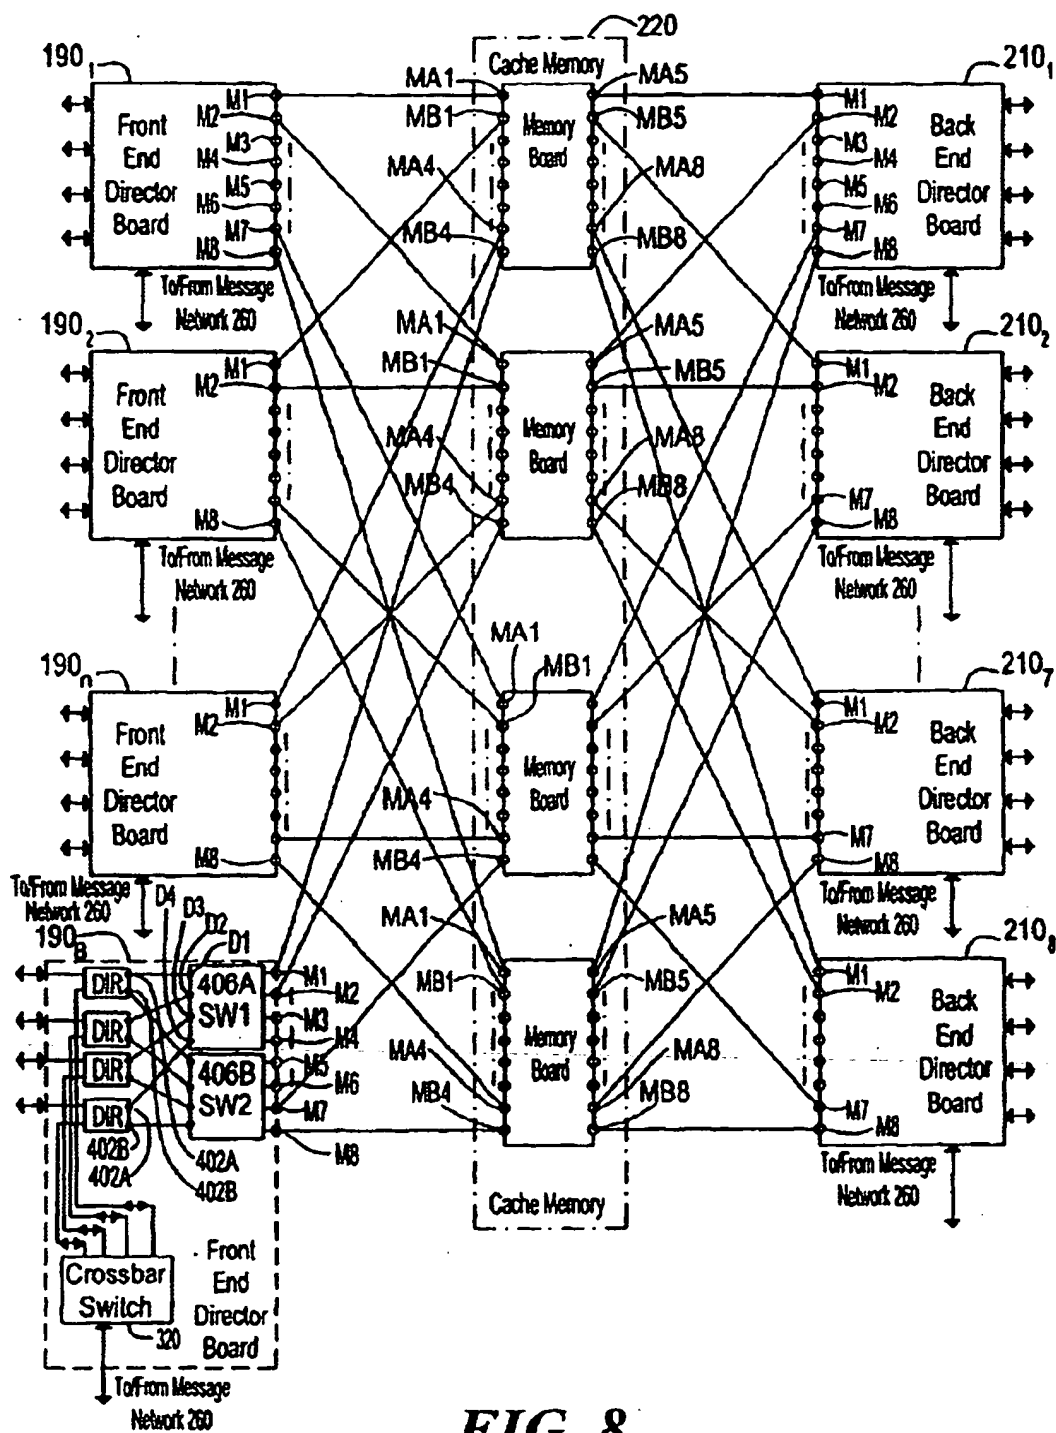 220
190₁
Cache Memory
210₁
MA1
MA5
M1
Front
End
Director
Board
M2
M3
M4
M5
M6
M7
M8
MB1
Memory
Board
MB5
MA4
MA8
MB4
MB8
M1
M2
M3
M4
M5
M6
M7
M8
Back
End
Director
Board
To/From Message
Network 260
To/From Message
Network 260
190₂
210₂
MA1
MA5
Front
End
Director
Board
M1
M2
M8
MB1
Memory
Board
MB5
MA4
MA8
MB4
MB8
M1
M2
M7
M8
Back
End
Director
Board
To/From Message
Network 260
To/From Message
Network 260
190ₙ
MA1
MB1
210₇
Front
End
Director
Board
M1
M2
M8
Memory
Board
MA4
MB4
M1
M2
M7
M8
Back
End
Director
Board
To/From Message
Network 260
To/From Message
Network 260
190₈
D4
D3
D2
D1
MA1
MA5
210₈
DIR
DIR
DIR
DIR
406A
SW1
406B
SW2
M1
M2
M3
M4
M5
M6
M7
M8
MB1
MB5
Memory
Board
MA4
MA8
MB4
MB8
M1
M2
M7
M8
Back
End
Director
Board
402B
402A
402A
402B
To/From Message
Network 260
Cache Memory
Crossbar
Switch
320
Front
End
Director
Board
To/From Message
Network 260
FIG. 8